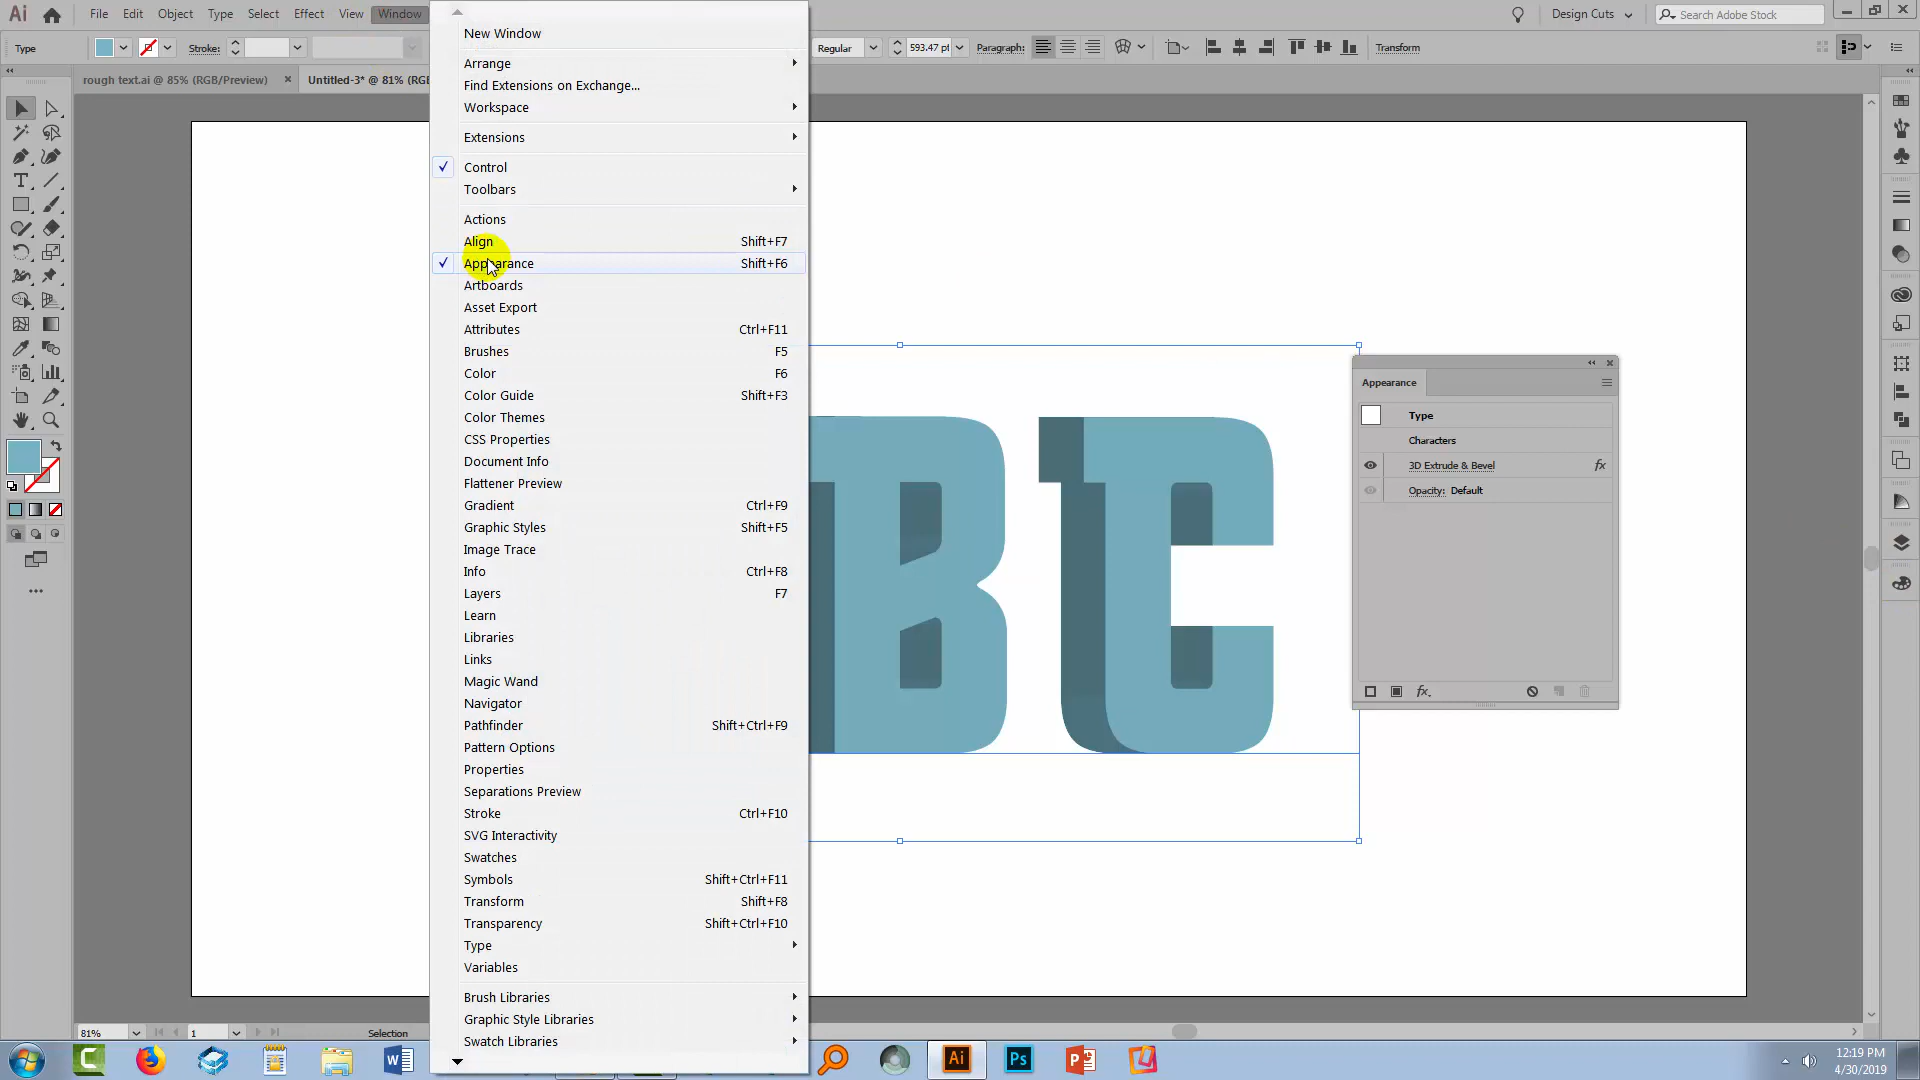 Ai File Edit Object Type Select Effect View Window Design Cuts Search Adobe Stock
Type Stroke: Regular 593.47 pt Paragraph: Transform
rough text.ai @ 85% (RGB/Preview) × Untitled-3* @ 81% (RGB
New Window
Arrange
Find Extensions on Exchange...
Workspace
Extensions
Control
Toolbars
Actions
Align Shift+F7
Appearance Shift+F6
Artboards
Asset Export
Attributes Ctrl+F11
Brushes F5
Color F6
Color Guide Shift+F3
Color Themes
CSS Properties
Document Info
Flattener Preview
Gradient Ctrl+F9
Graphic Styles Shift+F5
Image Trace
Info Ctrl+F8
Layers F7
Learn
Libraries
Links
Magic Wand
Navigator
Pathfinder Shift+Ctrl+F9
Pattern Options
Properties
Separations Preview
Stroke Ctrl+F10
SVG Interactivity
Swatches
Symbols Shift+Ctrl+F11
Transform Shift+F8
Transparency Shift+Ctrl+F10
Type
Variables
Brush Libraries
Graphic Style Libraries
Swatch Libraries
BC
Appearance
Type
Characters
3D Extrude & Bevel fx
Opacity: Default
fx.
81% 1 Selection
Ai Ps
12:19 PM
4/30/2019